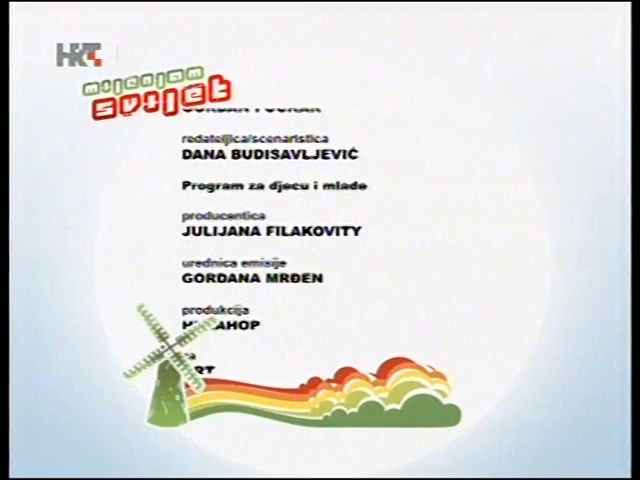 HRT
mijenjam
svijet
redateljica/scenaristica
DANA BUDISAVLJEVIĆ
Program za djecu i mlade
producentica
JULIJANA FILAKOVITY
urednica emisije
GORDANA MRĐEN
produkcija